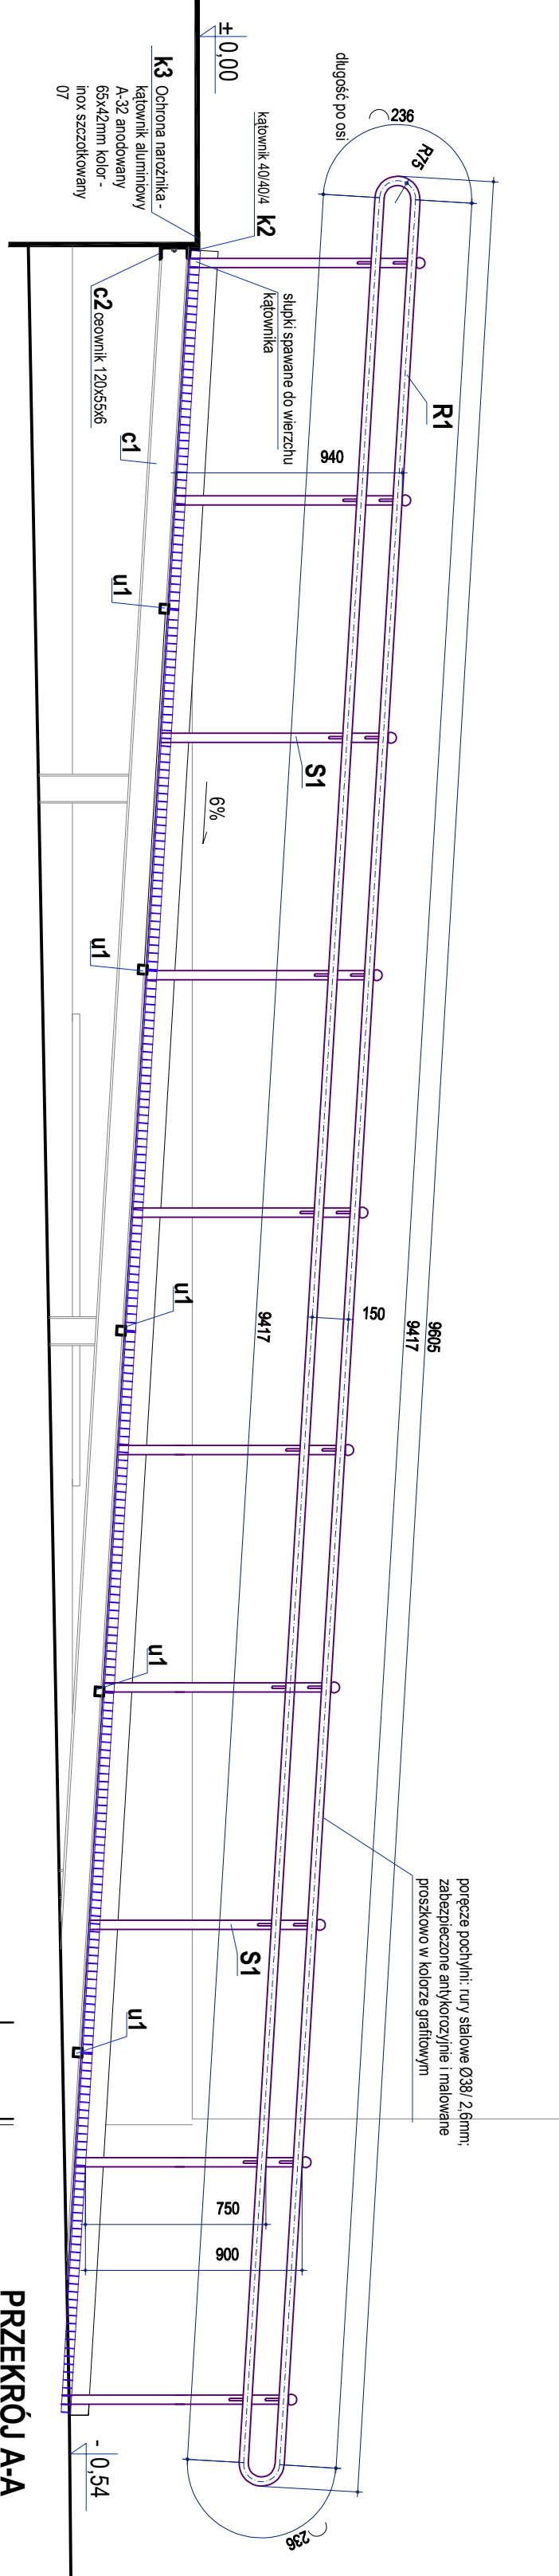 ± 0,00
długość po osi
236
R75
k3 Ochrona narożnika -
kątownik aluminiowy
A-32 anodowany
65x42mm kolor -
inox szczotkowany
07
kątownik 40/40/4 k2
słupki spawane do wierzchu
kątownika
c2 ceownik 120x55x6
c1
R1
940
u1
S1
6%
u1
u1
9417
150
9605
9417
u1
poręcze pochylni: rury stalowe Ø38/ 2,6mm;
zabezpieczone antykorozyjnie i malowane
proszkowo w kolorze grafitowym
S1
u1
750
900
236
- 0,54
PRZEKRÓJ A-A